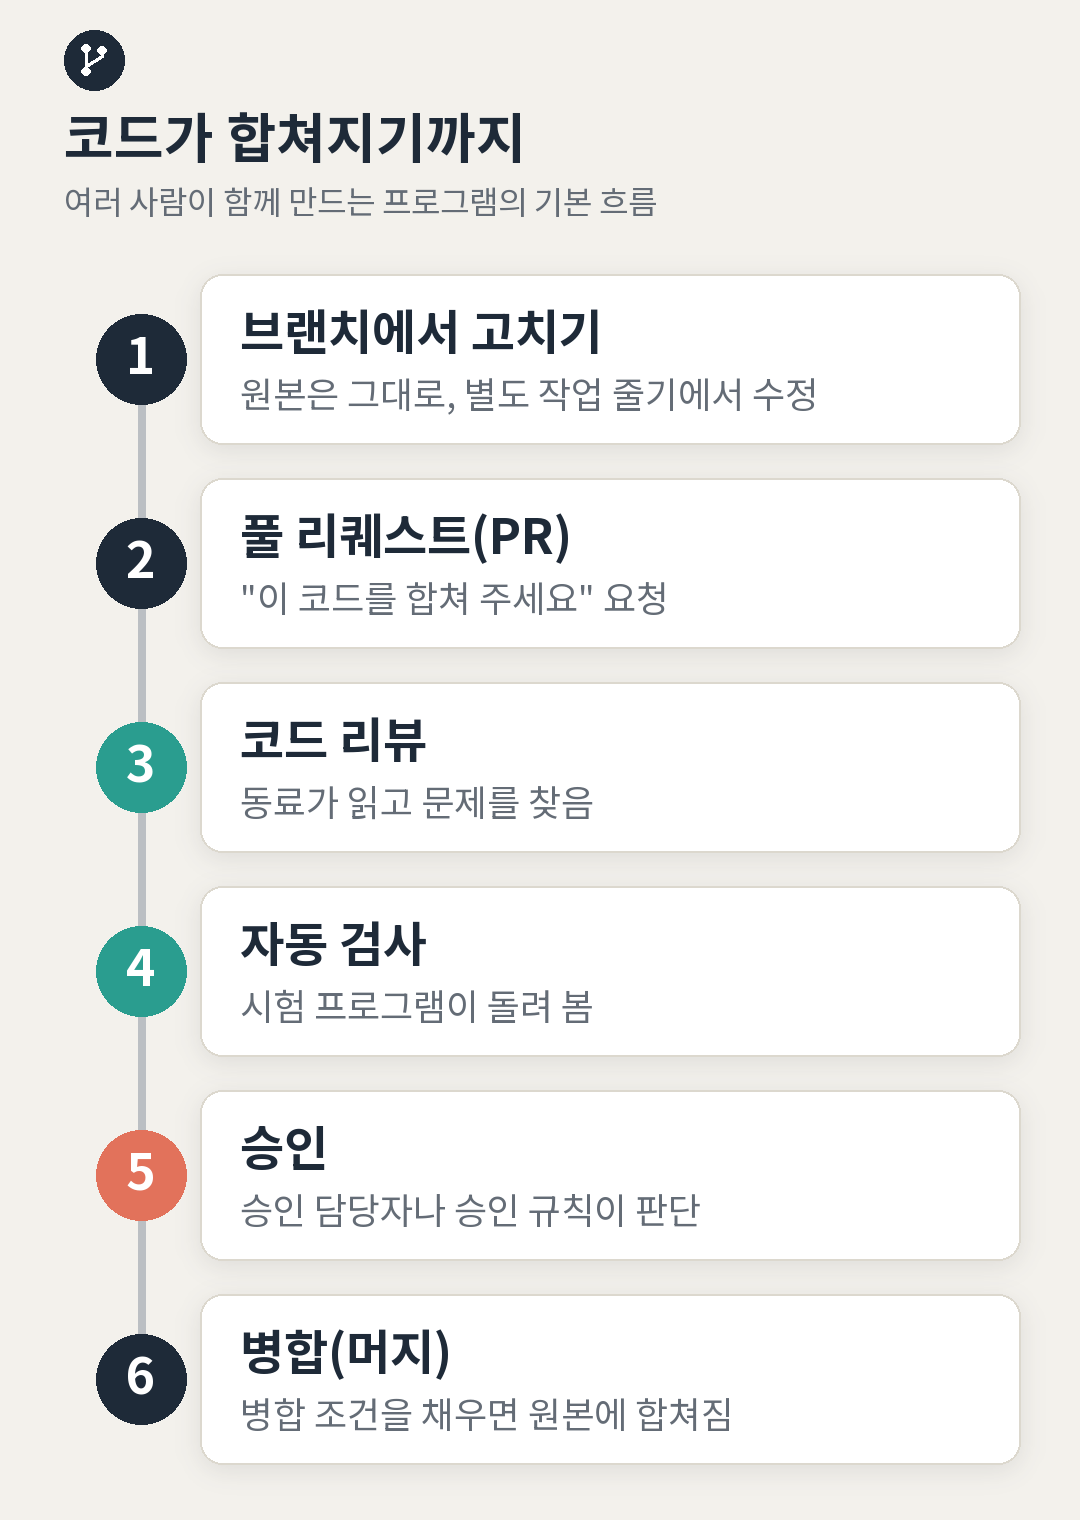 코드가 합쳐지기까지
여러 사람이 함께 만드는 프로그램의 기본 흐름
1
브랜치에서 고치기
원본은 그대로, 별도 작업 줄기에서 수정
2
풀 리퀘스트(PR)
"이 코드를 합쳐 주세요" 요청
3
코드 리뷰
동료가 읽고 문제를 찾음
4
자동 검사
시험 프로그램이 돌려 봄
5
승인
승인 담당자나 승인 규칙이 판단
6
병합(머지)
병합 조건을 채우면 원본에 합쳐짐